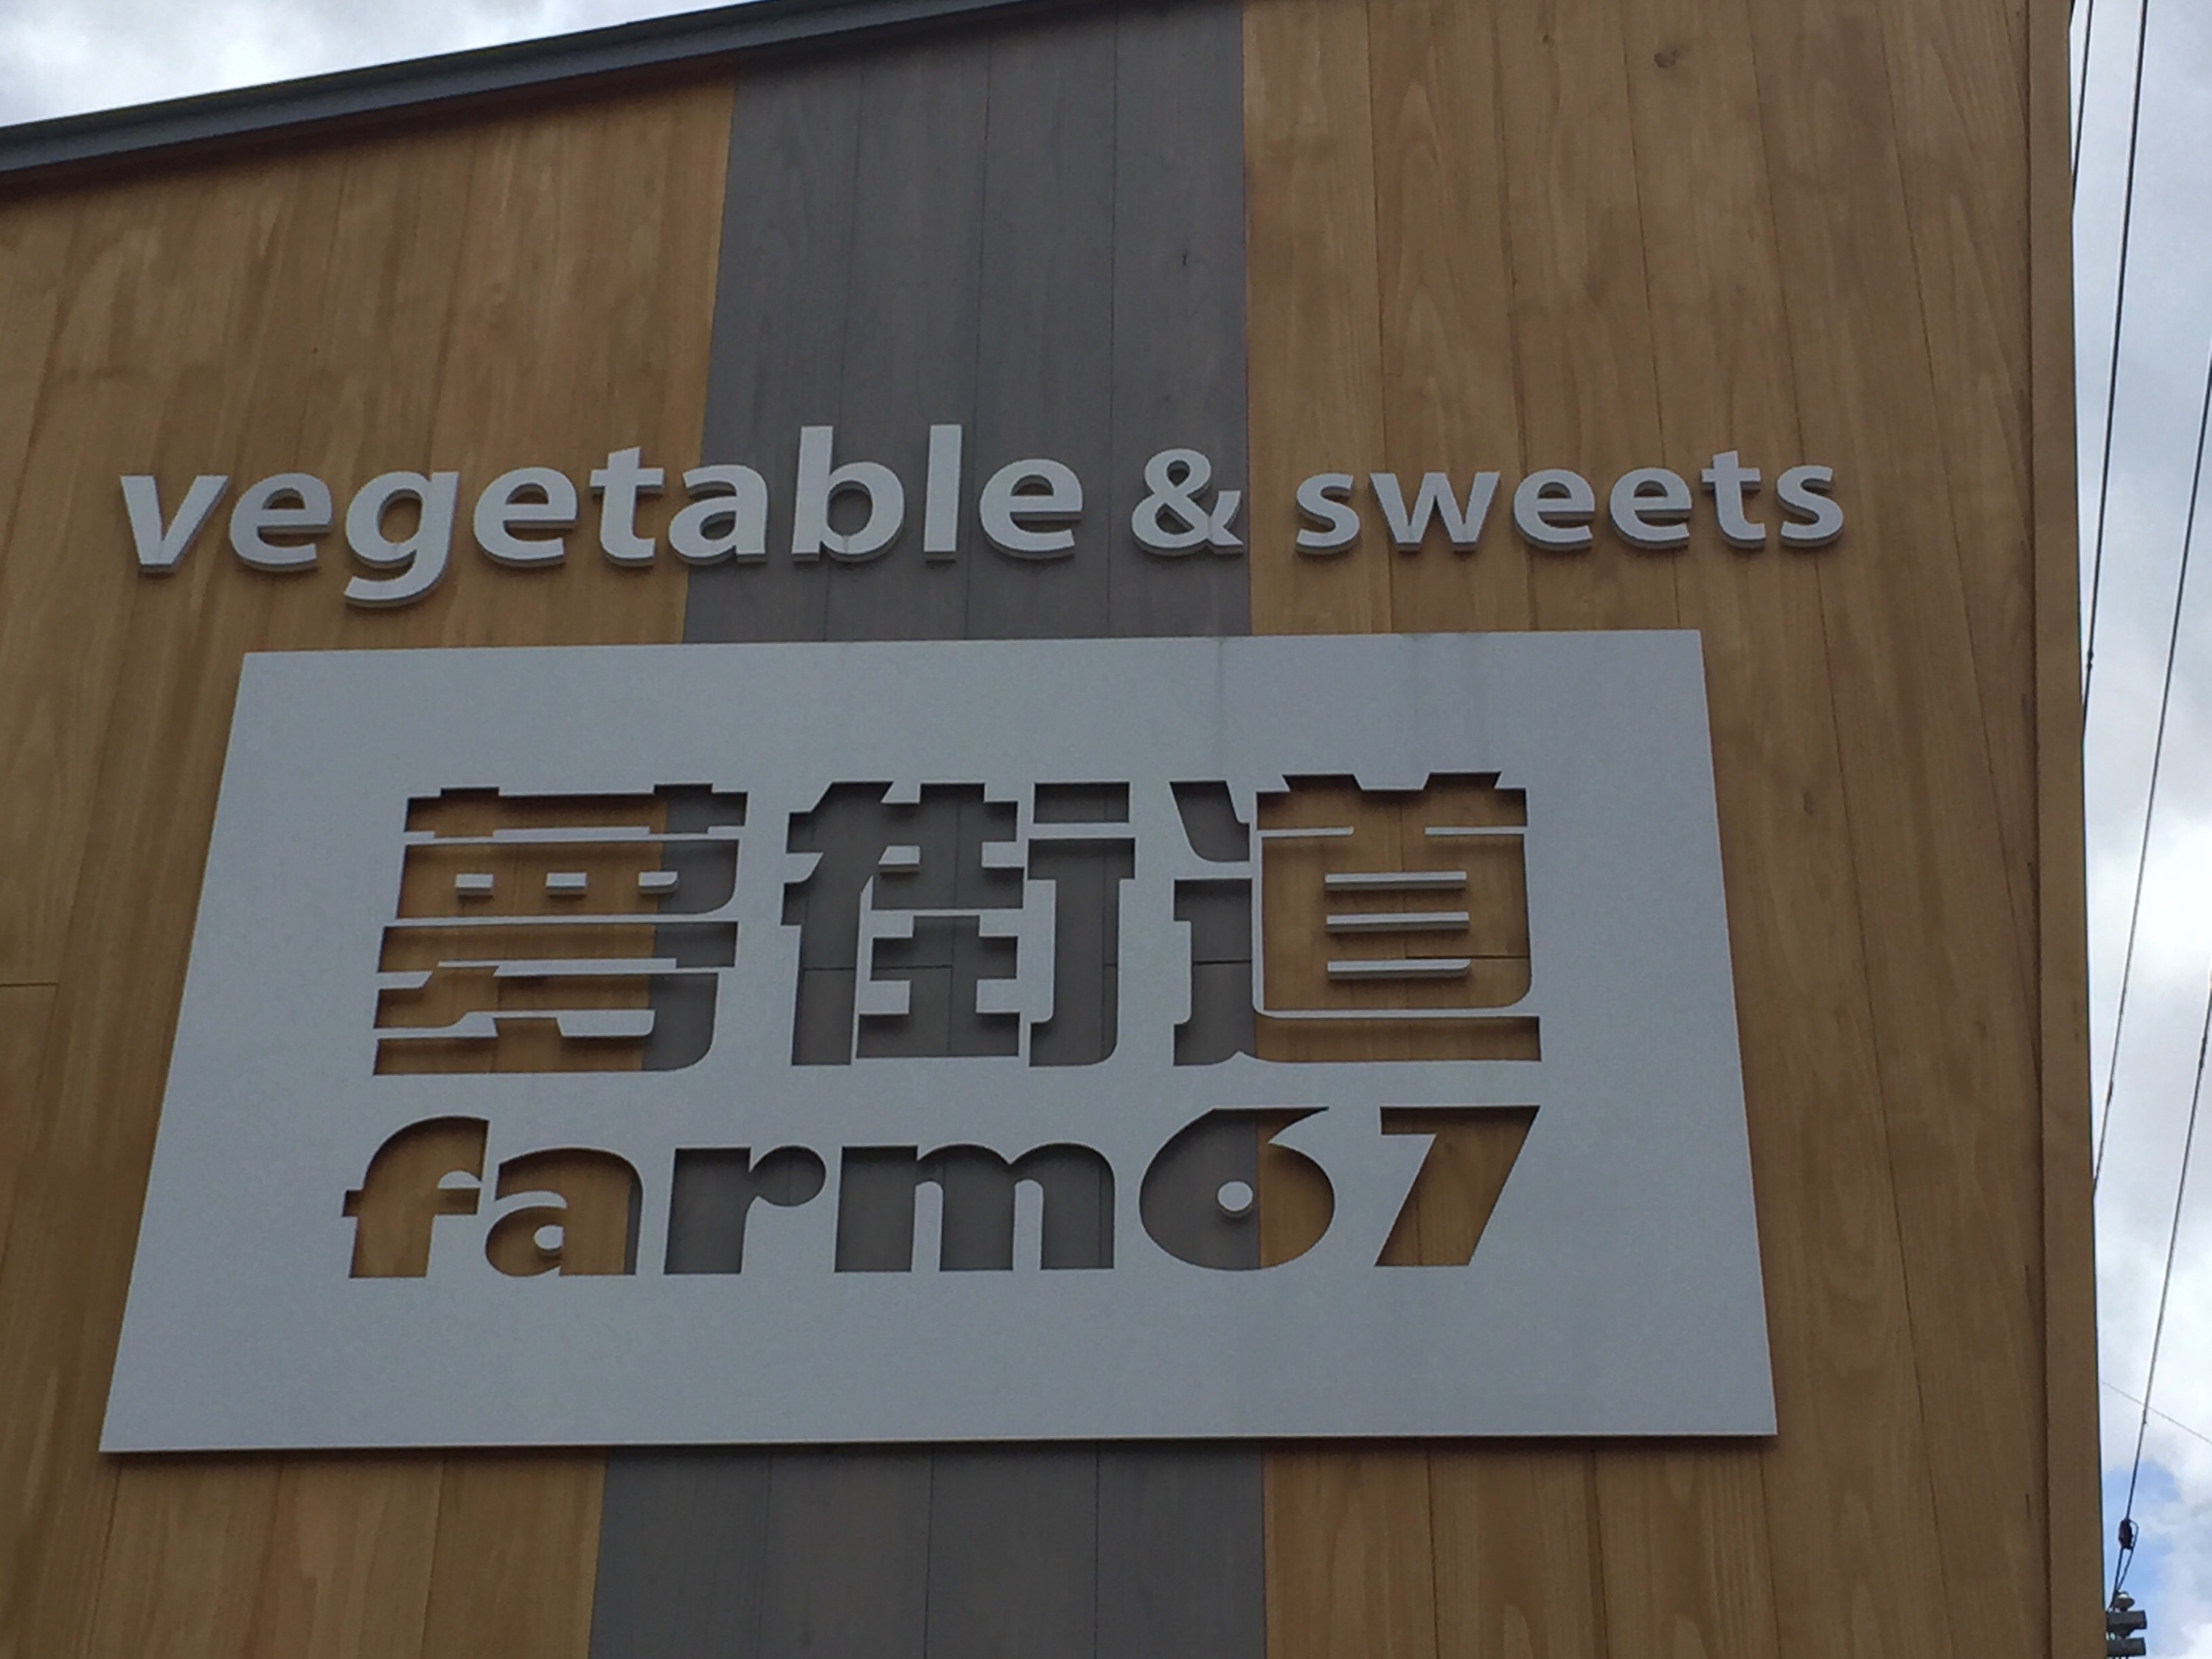 vegetable & sweets
夢街道
farm67